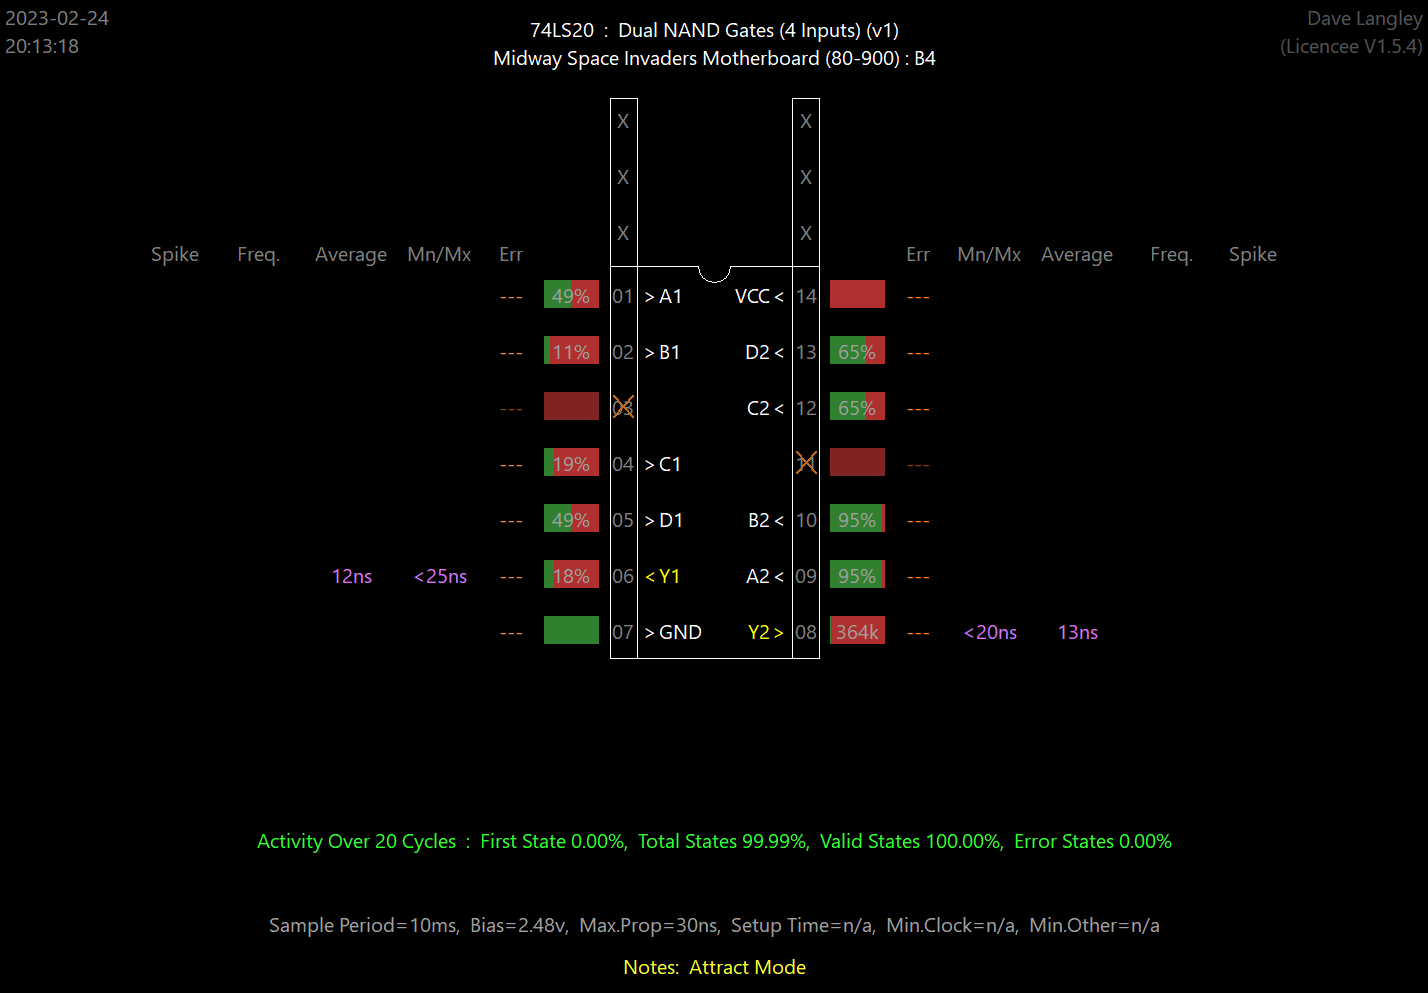 2023-02-24
20:13:18
74LS20 : Dual NAND Gates (4 Inputs) (v1)
Midway Space Invaders Motherboard (80-900) : B4
Dave Langley
(Licencee V1.5.4)
X X
X X
X X
Spike Freq. Average Mn/Mx Err Err Mn/Mx Average Freq. Spike
--- 49% 01 >A1 VCC< 14 ---
--- 11% 02 >B1 D2< 13 65% ---
--- 03 C2< 12 65% ---
--- 19% 04 >C1 11 ---
--- 49% 05 >D1 B2< 10 95% ---
12ns <25ns --- 18% 06 <Y1 A2< 09 95% ---
--- 07 >GND Y2> 08 364k --- <20ns 13ns
Activity Over 20 Cycles : First State 0.00%, Total States 99.99%, Valid States 100.00%, Error States 0.00%
Sample Period=10ms, Bias=2.48v, Max.Prop=30ns, Setup Time=n/a, Min.Clock=n/a, Min.Other=n/a
Notes: Attract Mode